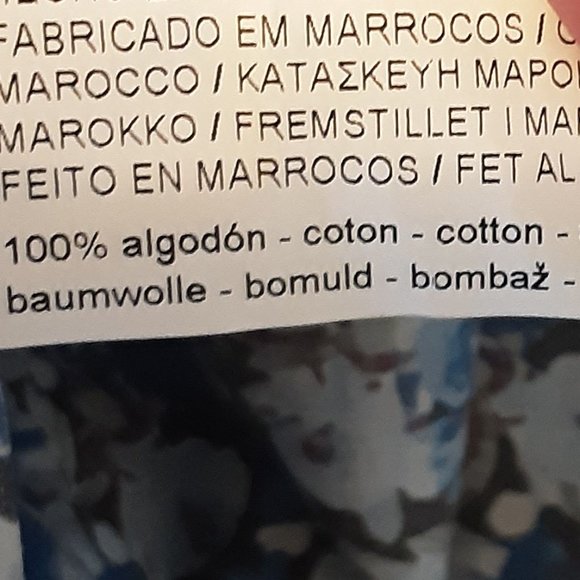 FABRICADO EM MARROCOS /
MAROCCO / ΚΑΤΑΣΚΕΥΗ ΜΑΡΟ
MAROKKO / FREMSTILLET I MA
FEITO EN MARROCOS / FET AL
100% algodón - coton - cotton -
baumwolle - bomuld - bombaž -